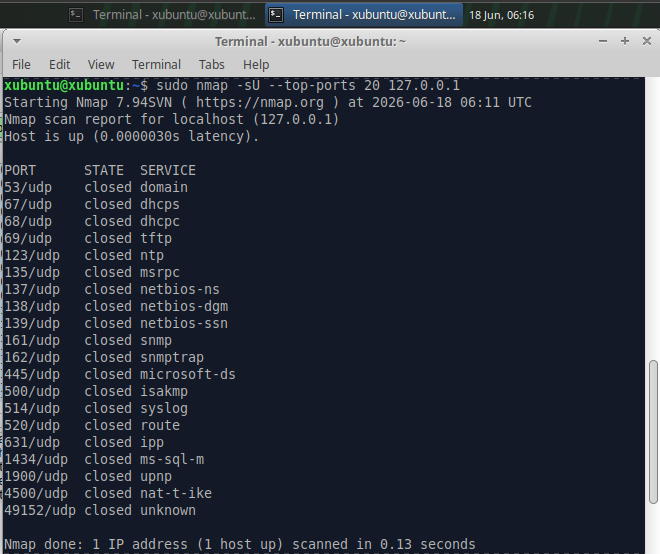 Terminal - xubuntu@xubunt... Terminal - xubuntu@xubunt... 18 Jun, 06:16
Terminal - xubuntu@xubuntu: ~
File Edit View Terminal Tabs Help
xubuntu@xubuntu:~$ sudo nmap -sU --top-ports 20 127.0.0.1
Starting Nmap 7.94SVN ( https://nmap.org ) at 2026-06-18 06:11 UTC
Nmap scan report for localhost (127.0.0.1)
Host is up (0.0000030s latency).
PORT STATE SERVICE
53/udp closed domain
67/udp closed dhcps
68/udp closed dhcpc
69/udp closed tftp
123/udp closed ntp
135/udp closed msrpc
137/udp closed netbios-ns
138/udp closed netbios-dgm
139/udp closed netbios-ssn
161/udp closed snmp
162/udp closed snmptrap
445/udp closed microsoft-ds
500/udp closed isakmp
514/udp closed syslog
520/udp closed route
631/udp closed ipp
1434/udp closed ms-sql-m
1900/udp closed upnp
4500/udp closed nat-t-ike
49152/udp closed unknown
Nmap done: 1 IP address (1 host up) scanned in 0.13 seconds